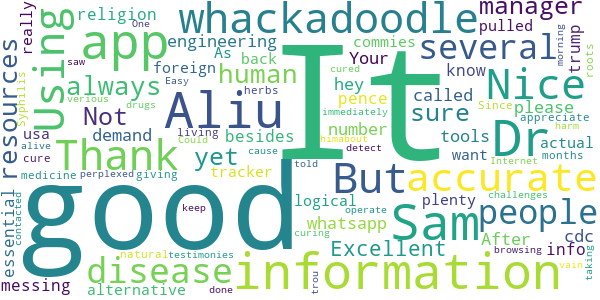 whackadoodle manager
really religion app engineering several pulled trump
One foreign human As back Your commies hey know Nice roots
saw Using always Aliu It called morning
Syphilis resources verious drugs Easy cured herbs pence sure Dr Since please appreciate
Not besides number tools actual
usa demand living Could yet immediately want harm months
alive cure Thank cause tracker told But detect accurate
medicine perplexed giving logical himabout Internet
essential contacted good keep whatsapp plenty Sam operate challenges people
natural testimonies Excellent After cdc
messing disease curing information browsing info vain taking
alternative done trou